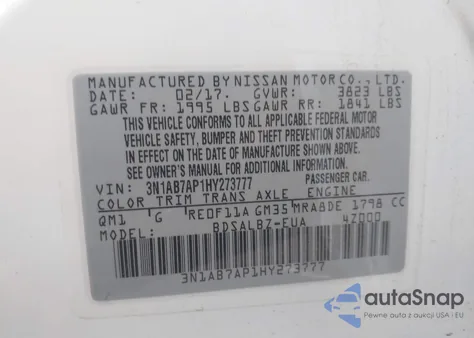 MANUFACTURED BY NISSAN MOTOR CO., LTD.
DATE: 02/17. GVWR: 3823 LBS
GAWR FR: 1995 LBS GAWR RR: 1841 LBS
THIS VEHICLE CONFORMS TO ALL APPLICABLE FEDERAL MOTOR
VEHICLE SAFETY, BUMPER AND THEFT PREVENTION STANDARDS
IN EFFECT ON THE DATE OF MANUFACTURE SHOWN ABOVE.
SEE OWNER'S MANUAL FOR ADDITIONAL INFORMATION.
VIN: 3N1AB7AP1HY273777 PASSENGER CAR.
COLOR TRIM TRANS AXLE ENGINE
QM1 G RE0F11A GM35 MRA8DE 1798 CC
MODEL: BDSALBZ-EUA 4Z000
3N1AB7AP1HY273777
autoSnap
Pewne auta z USA i EU